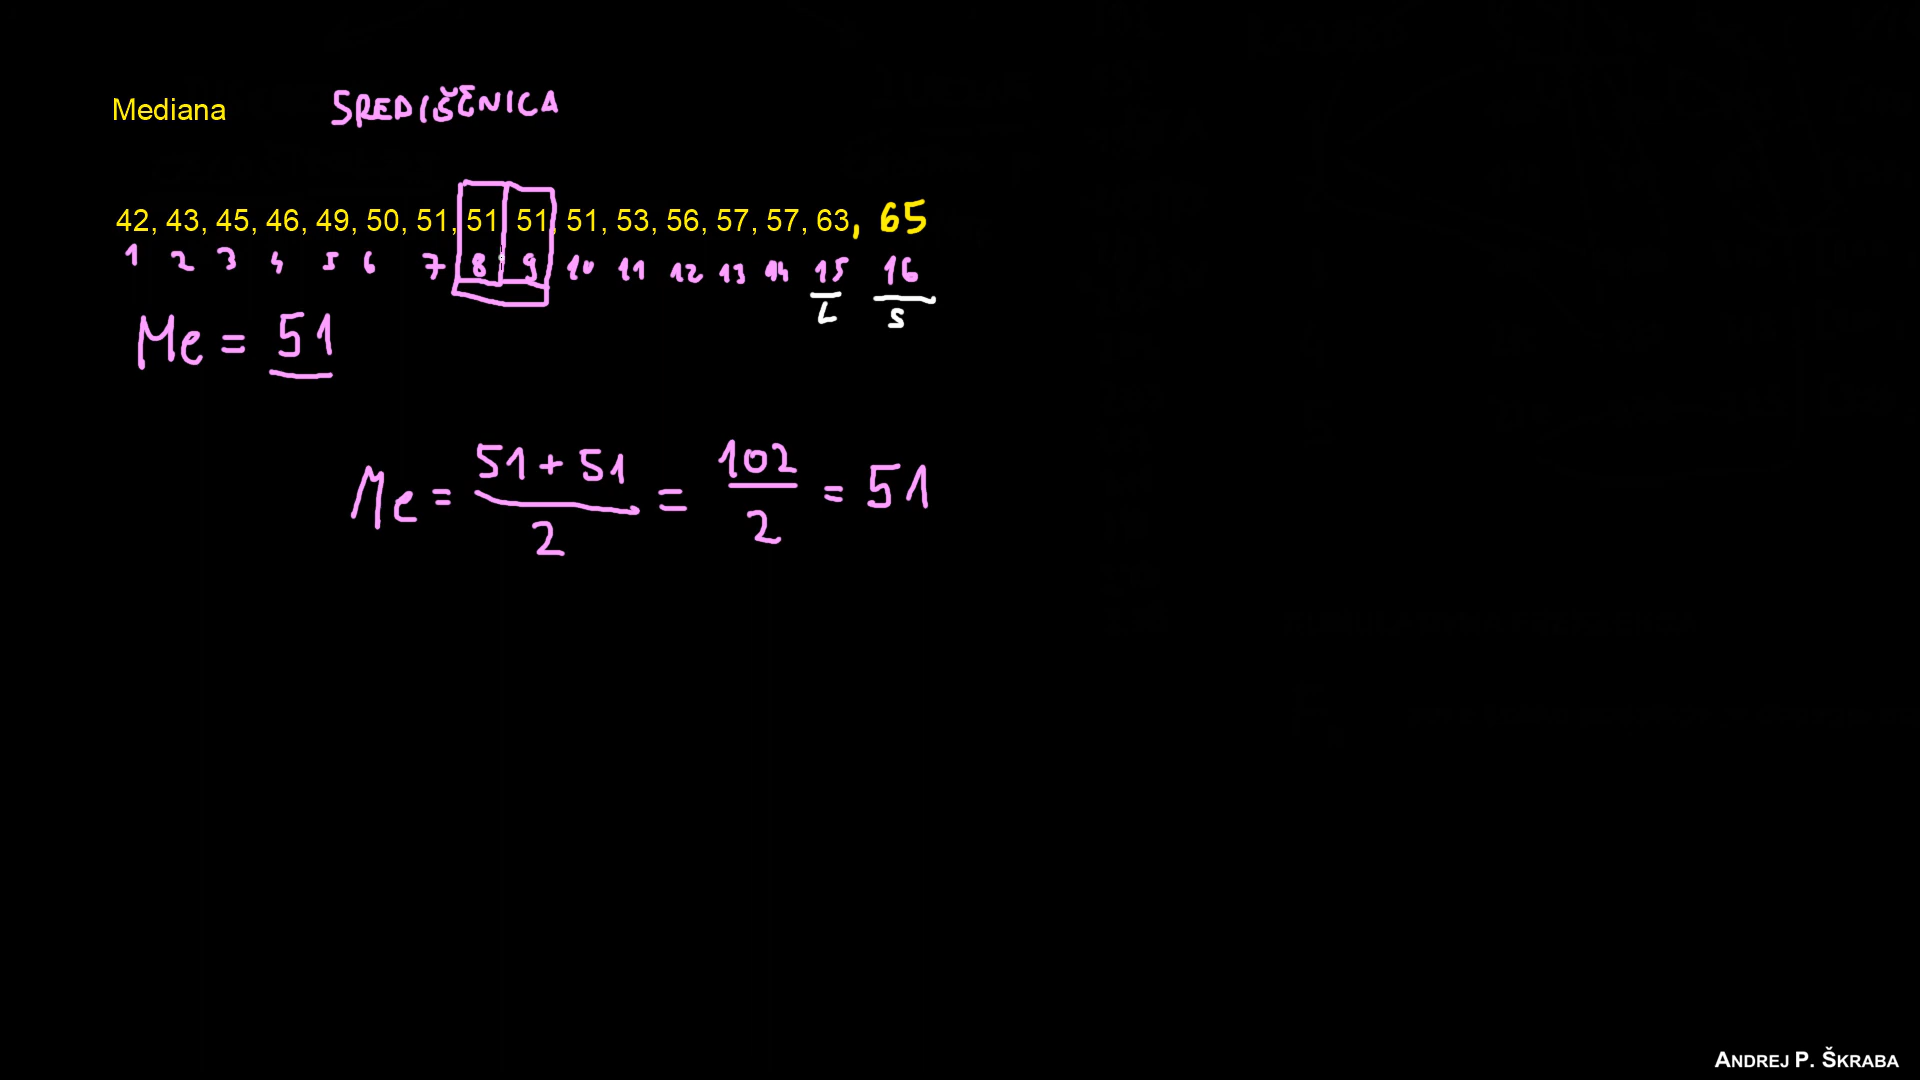 Mediana SREDIŠČNICA
42, 43, 45, 46, 49, 50, 51, 51, 51, 51, 53, 56, 57, 57, 63, 65
1 2 3 4 5 6 7 8 9 10 11 12 13 14 15 16
L S
Me = 51
Me = (51 + 51)/2 = 102/2 = 51
ANDREJ P. ŠKRABA